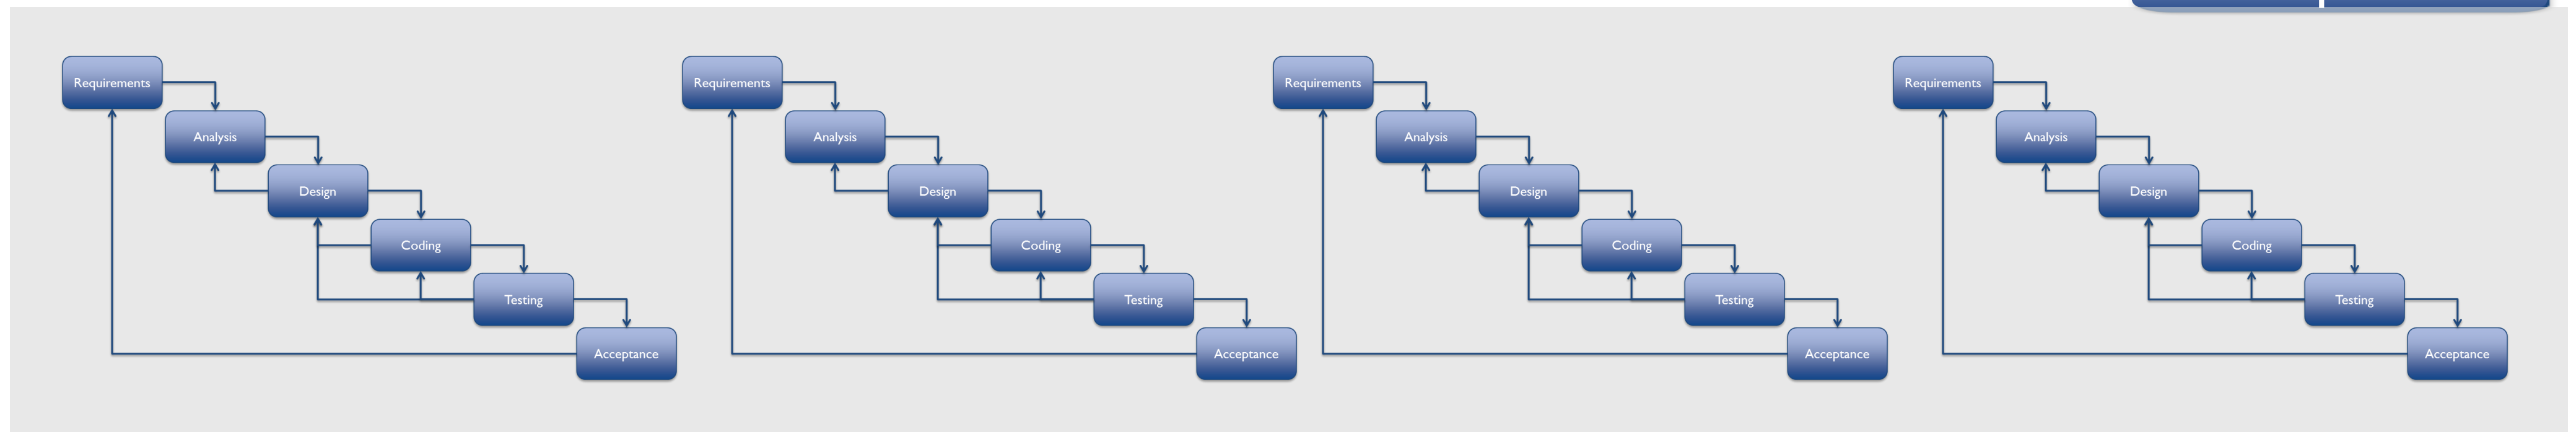 Requirements
Analysis
Design
Coding
Testing
Acceptance
Requirements
Analysis
Design
Coding
Testing
Acceptance
Requirements
Analysis
Design
Coding
Testing
Acceptance
Requirements
Analysis
Design
Coding
Testing
Acceptance